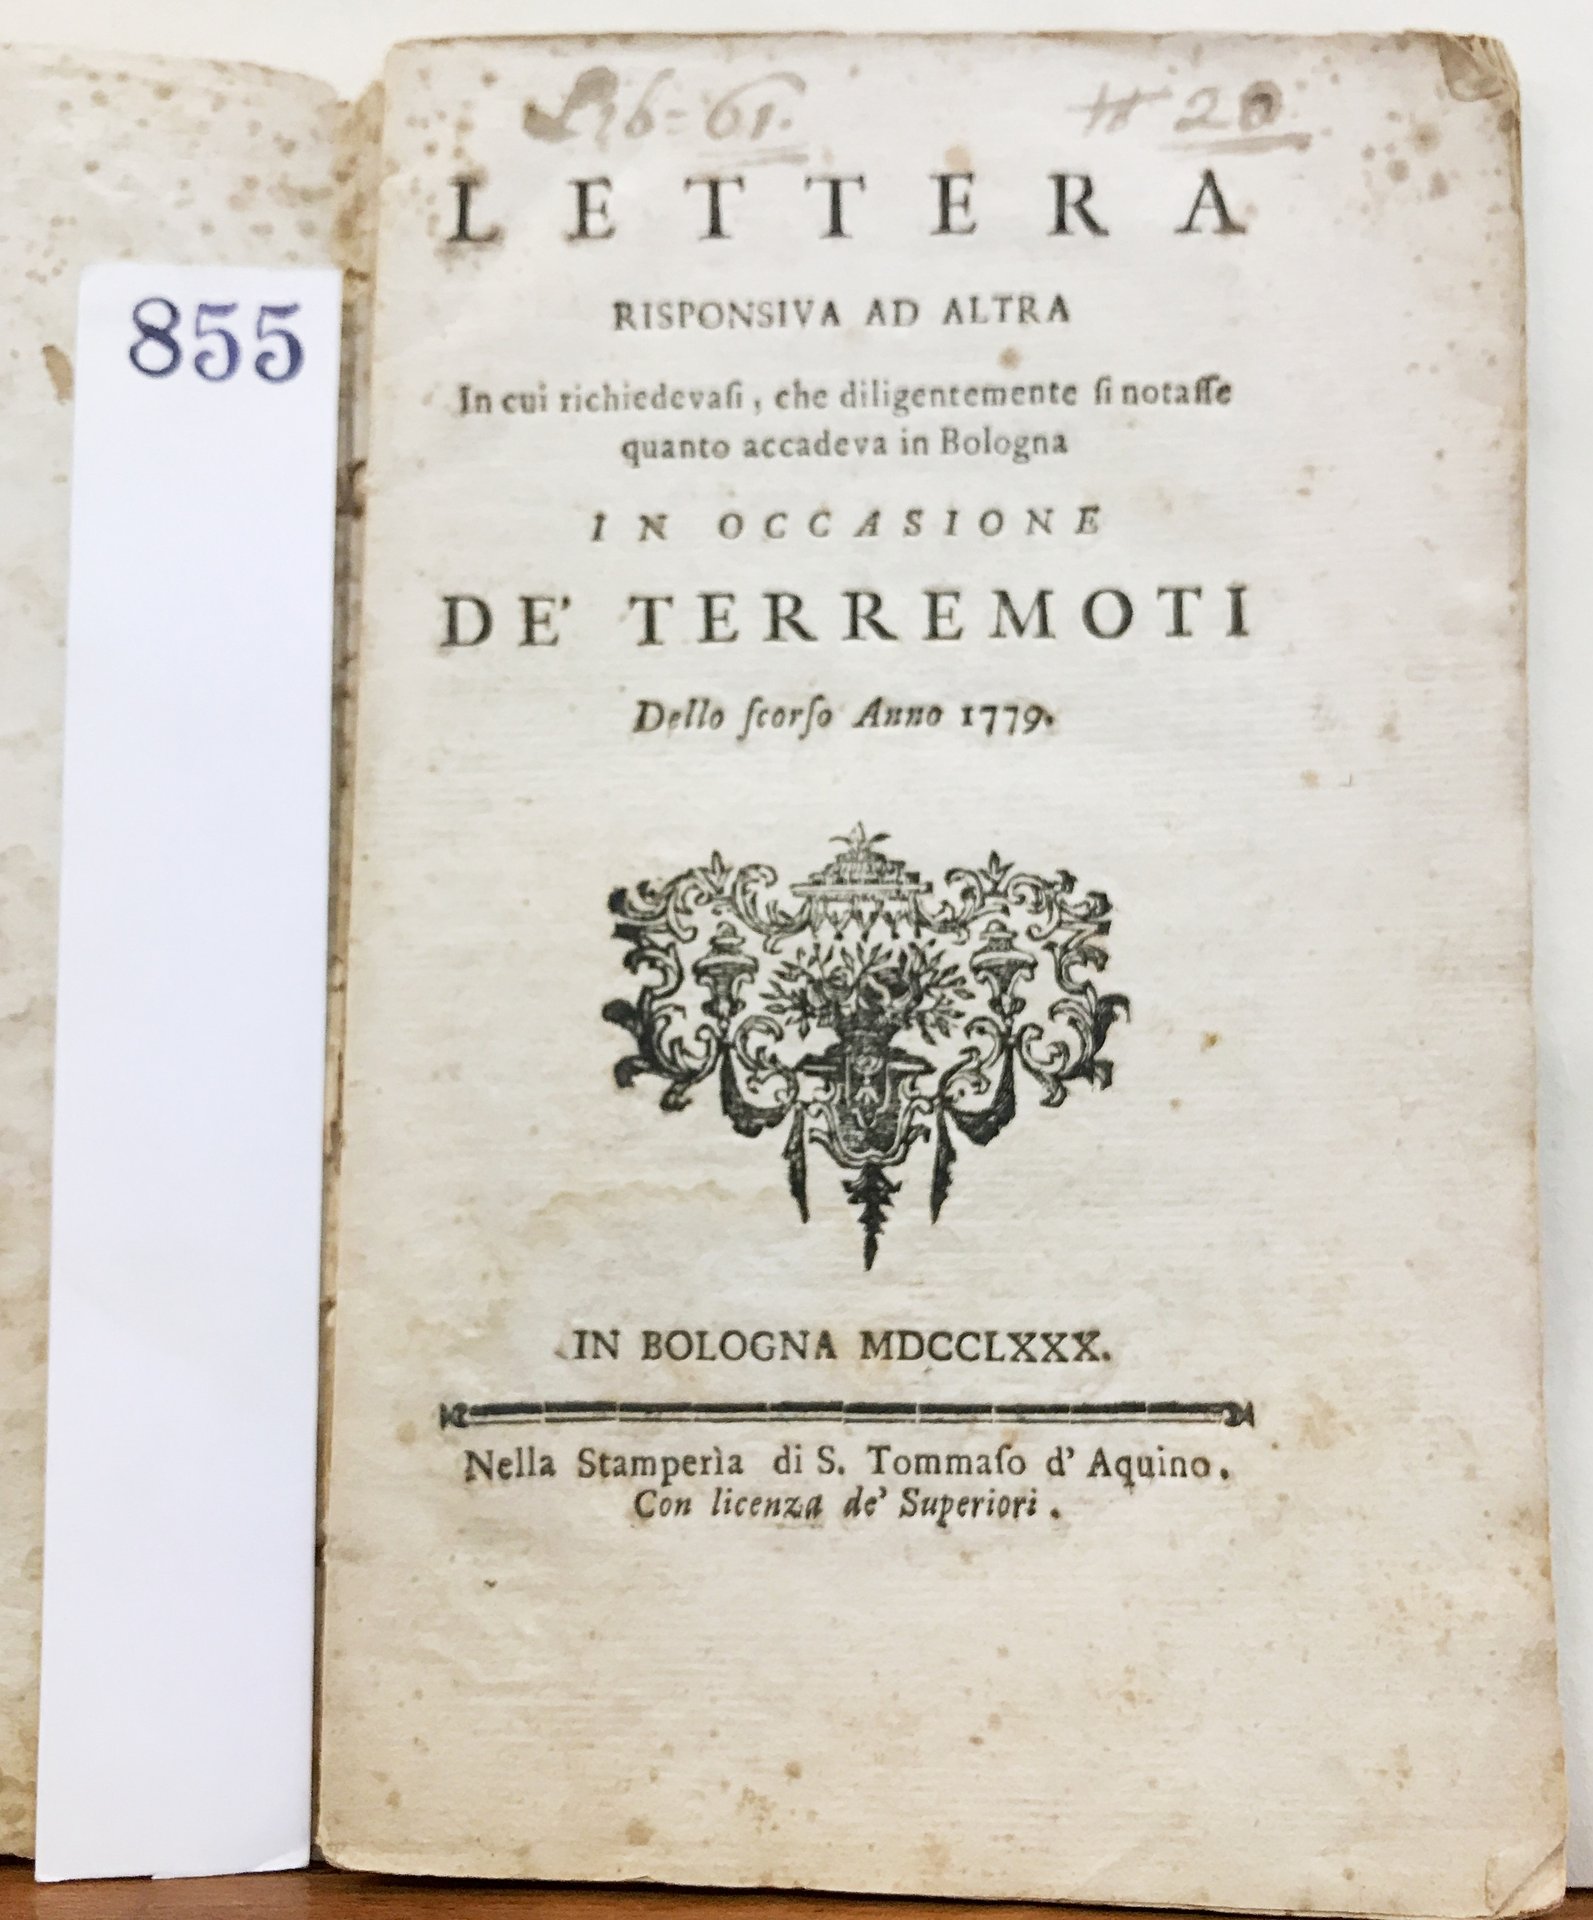 855
Lib=61. # 20
LETTERA
RISPONSIVA AD ALTRA
In cui richiedevaſi, che diligentemente ſi notaſſe
quanto accadeva in Bologna
IN OCCASIONE
DE' TERREMOTI
Dello ſcorſo Anno 1779.
IN BOLOGNA MDCCLXXX.
Nella Stamperìa di S. Tommaſo d' Aquino.
Con licenza de' Superiori.